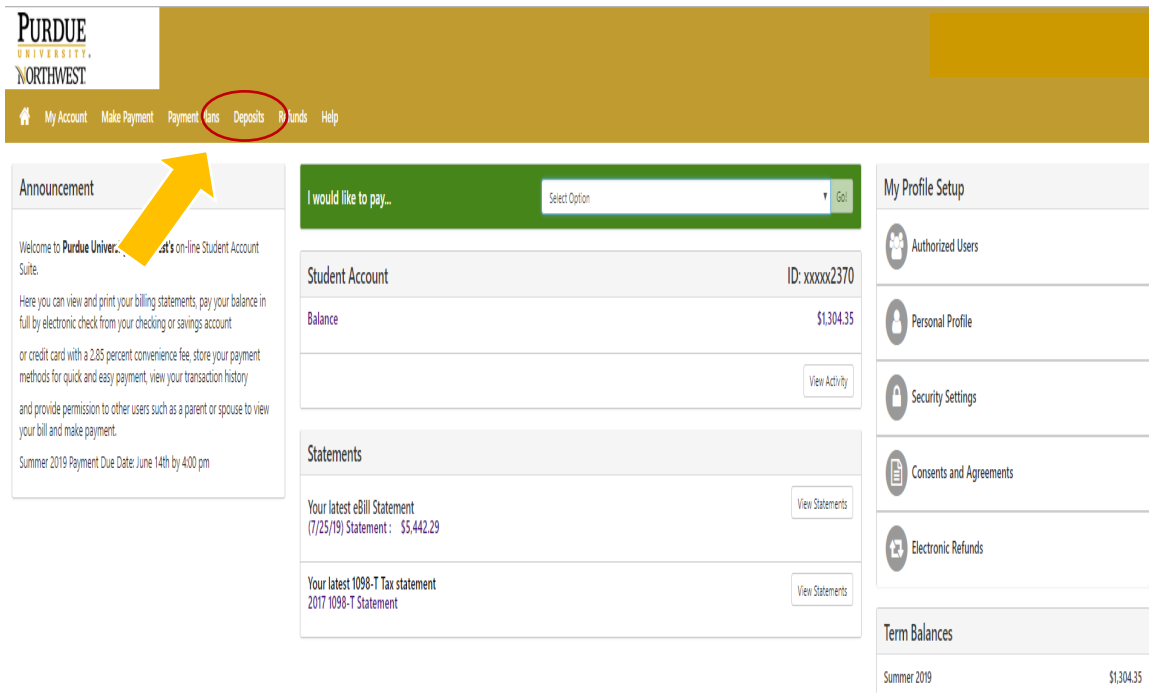 PURDUE
UNIVERSITY.
NORTHWEST.
My Account Make Payment Payment Plans Deposits Refunds Help
Announcement
Welcome to Purdue University Northwest's on-line Student Account
Suite.
Here you can view and print your billing statements, pay your balance in
full by electronic check from your checking or savings account
or credit card with a 2.85 percent convenience fee, store your payment
methods for quick and easy payment, view your transaction history
and provide permission to other users such as a parent or spouse to view
your bill and make payment.
Summer 2019 Payment Due Date: June 14th by 4:00 pm
I would like to pay...
Select Option
Go!
Student Account
ID: xxxxx2370
Balance
$1,304.35
View Activity
Statements
Your latest eBill Statement
(7/25/19) Statement : $5,442.29
View Statements
Your latest 1098-T Tax statement
2017 1098-T Statement
View Statements
My Profile Setup
Authorized Users
Personal Profile
Security Settings
Consents and Agreements
Electronic Refunds
Term Balances
Summer 2019
$1,304.35